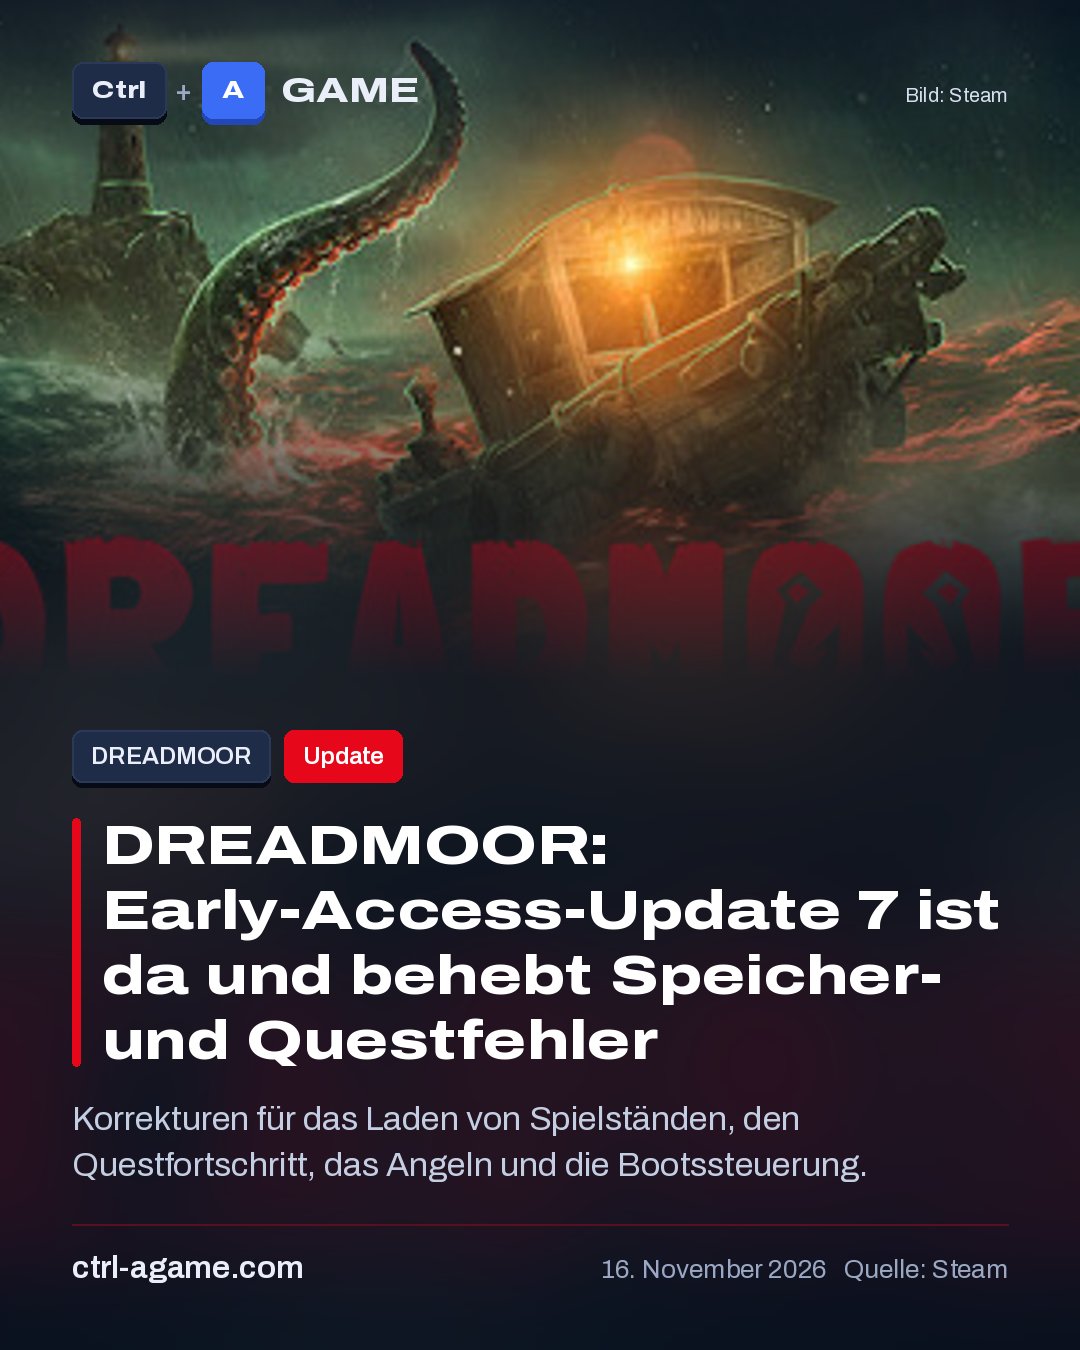 Ctrl + A GAME
Bild: Steam
DREADMOOR
DREADMOOR
Update
DREADMOOR:
Early-Access-Update 7 ist
da und behebt Speicher-
und Questfehler
Korrekturen für das Laden von Spielständen, den
Questfortschritt, das Angeln und die Bootssteuerung.
ctrl-agame.com
16. November 2026 Quelle: Steam